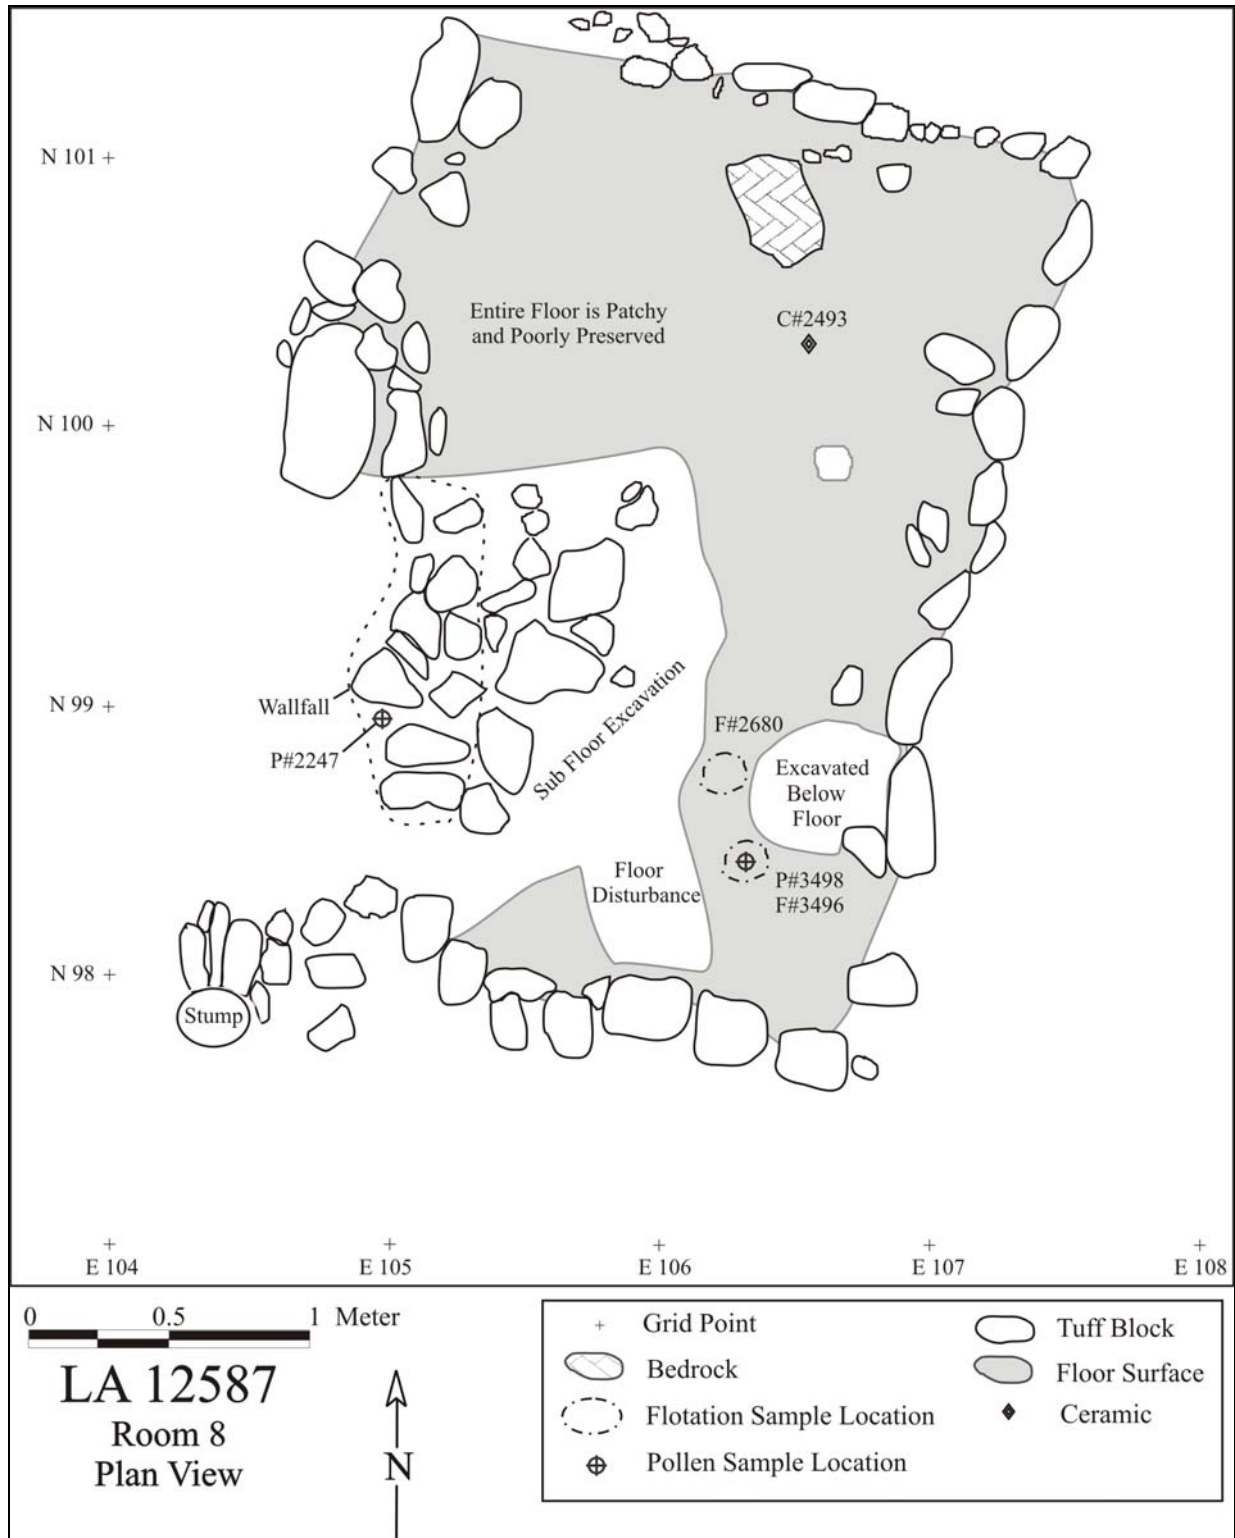 N 101 +
Entire Floor is Patchy
and Poorly Preserved
C#2493
N 100 +
Wallfall
N 99 +
P#2247
Sub Floor Excavation
F#2680
Excavated
Below
Floor
Floor
Disturbance
P#3498
F#3496
N 98 +
Stump
E 104
E 105
E 106
E 107
E 108
0 0.5 1 Meter
LA 12587
Room 8
Plan View
N
Grid Point
Bedrock
Flotation Sample Location
Pollen Sample Location
Tuff Block
Floor Surface
Ceramic